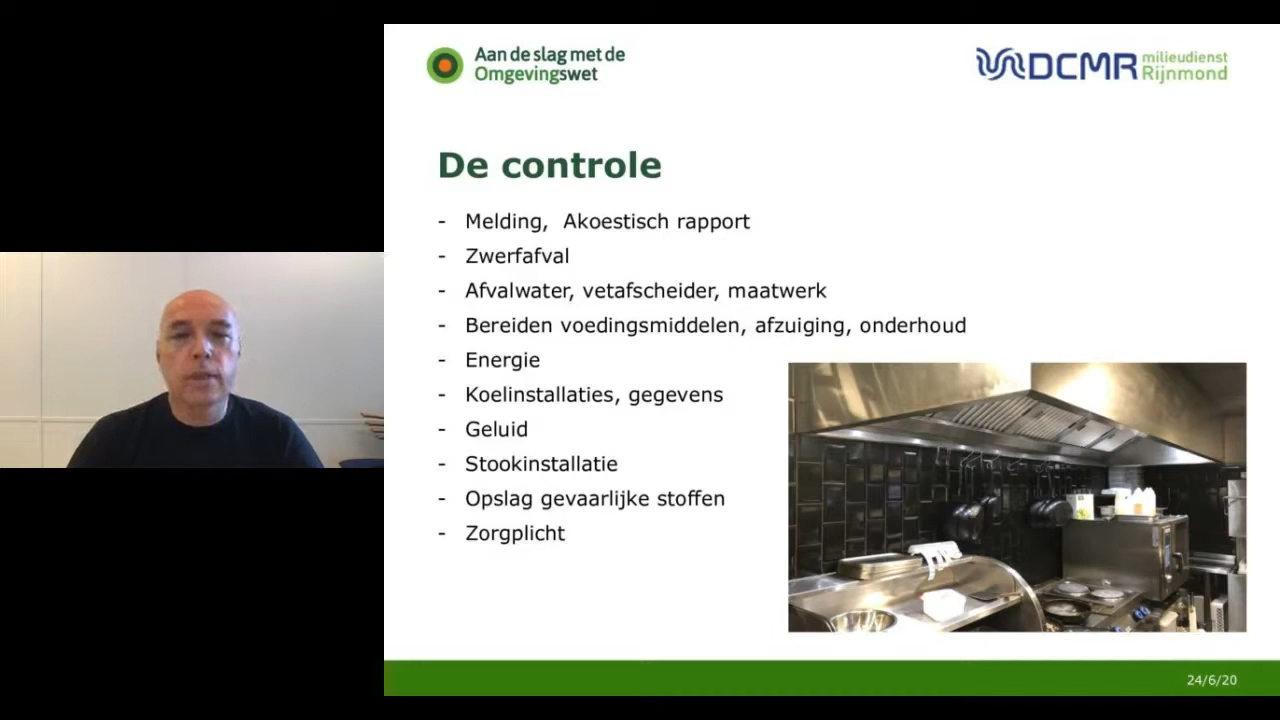 Aan de slag met de
Omgevingswet
DCMR milieudienst
Rijnmond
De controle
- Melding, Akoestisch rapport
- Zwerfafval
- Afvalwater, vetafscheider, maatwerk
- Bereiden voedingsmiddelen, afzuiging, onderhoud
- Energie
- Koelinstallaties, gegevens
- Geluid
- Stookinstallatie
- Opslag gevaarlijke stoffen
- Zorgplicht
24/6/20